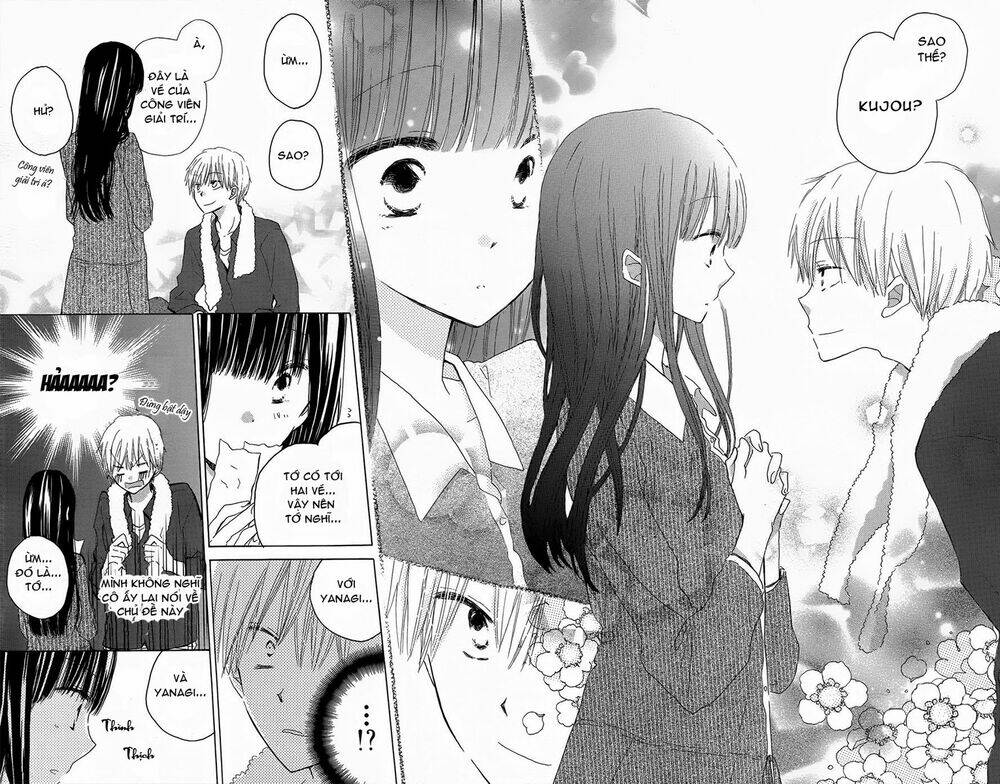 SAO
THẾ?
KUJOU?
ỪM...
SAO?
À,
ĐÂY LÀ
VÉ CỦA
CÔNG VIÊN
GIẢI TRÍ...
HỬ?
Công viên
giải trí á?
TỚ CÓ TỚI
HAI VÉ...
VẬY NÊN
TỚ NGHĨ...
HẢAAAAA?
Đứng bật dậy
ỪM...
ĐÓ LÀ...
TỚ...
MÌNH KHÔNG NGHĨ
CÔ ẤY LẠI NÓI VỀ
CHỦ ĐỀ NÀY
VỚI
YANAGI...
...
!?
VÀ
YANAGI...
Thình
Thịch